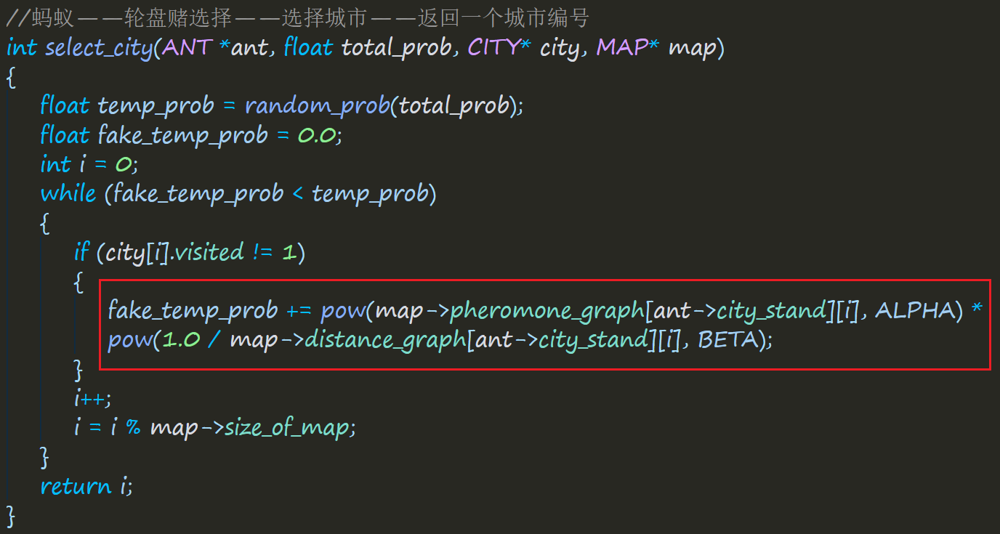 //蚂蚁——轮盘赌选择——选择城市——返回一个城市编号
int select_city(ANT *ant, float total_prob, CITY* city, MAP* map)
{
float temp_prob = random_prob(total_prob);
float fake_temp_prob = 0.0;
int i = 0;
while (fake_temp_prob < temp_prob)
{
if (city[i].visited != 1)
{
fake_temp_prob += pow(map->pheromone_graph[ant->city_stand][i], ALPHA) *
pow(1.0 / map->distance_graph[ant->city_stand][i], BETA);
}
i++;
i = i % map->size_of_map;
}
return i;
}